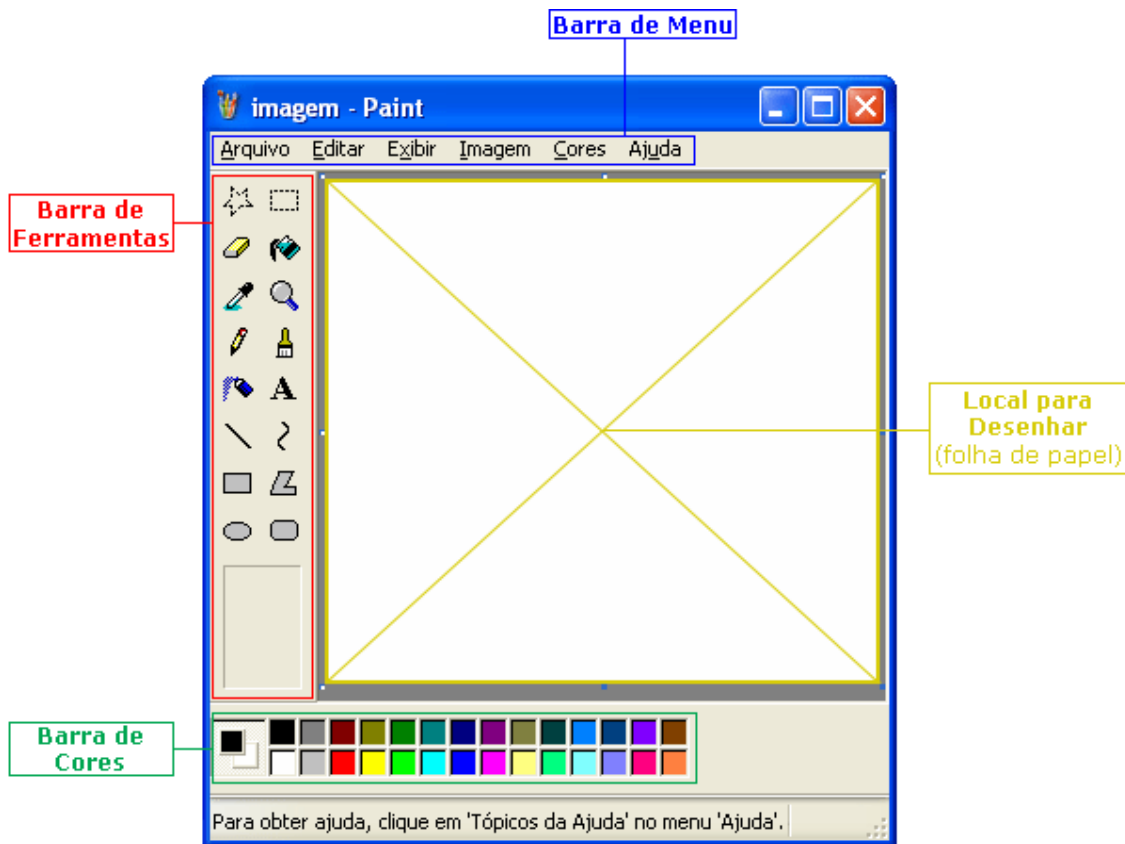 Barra de Menu
imagem - Paint
Arquivo Editar Exibir Imagem Cores Ajuda
Barra de
Ferramentas
A
Local para
Desenhar
(folha de papel)
Barra de
Cores
Para obter ajuda, clique em 'Tópicos da Ajuda' no menu 'Ajuda'.